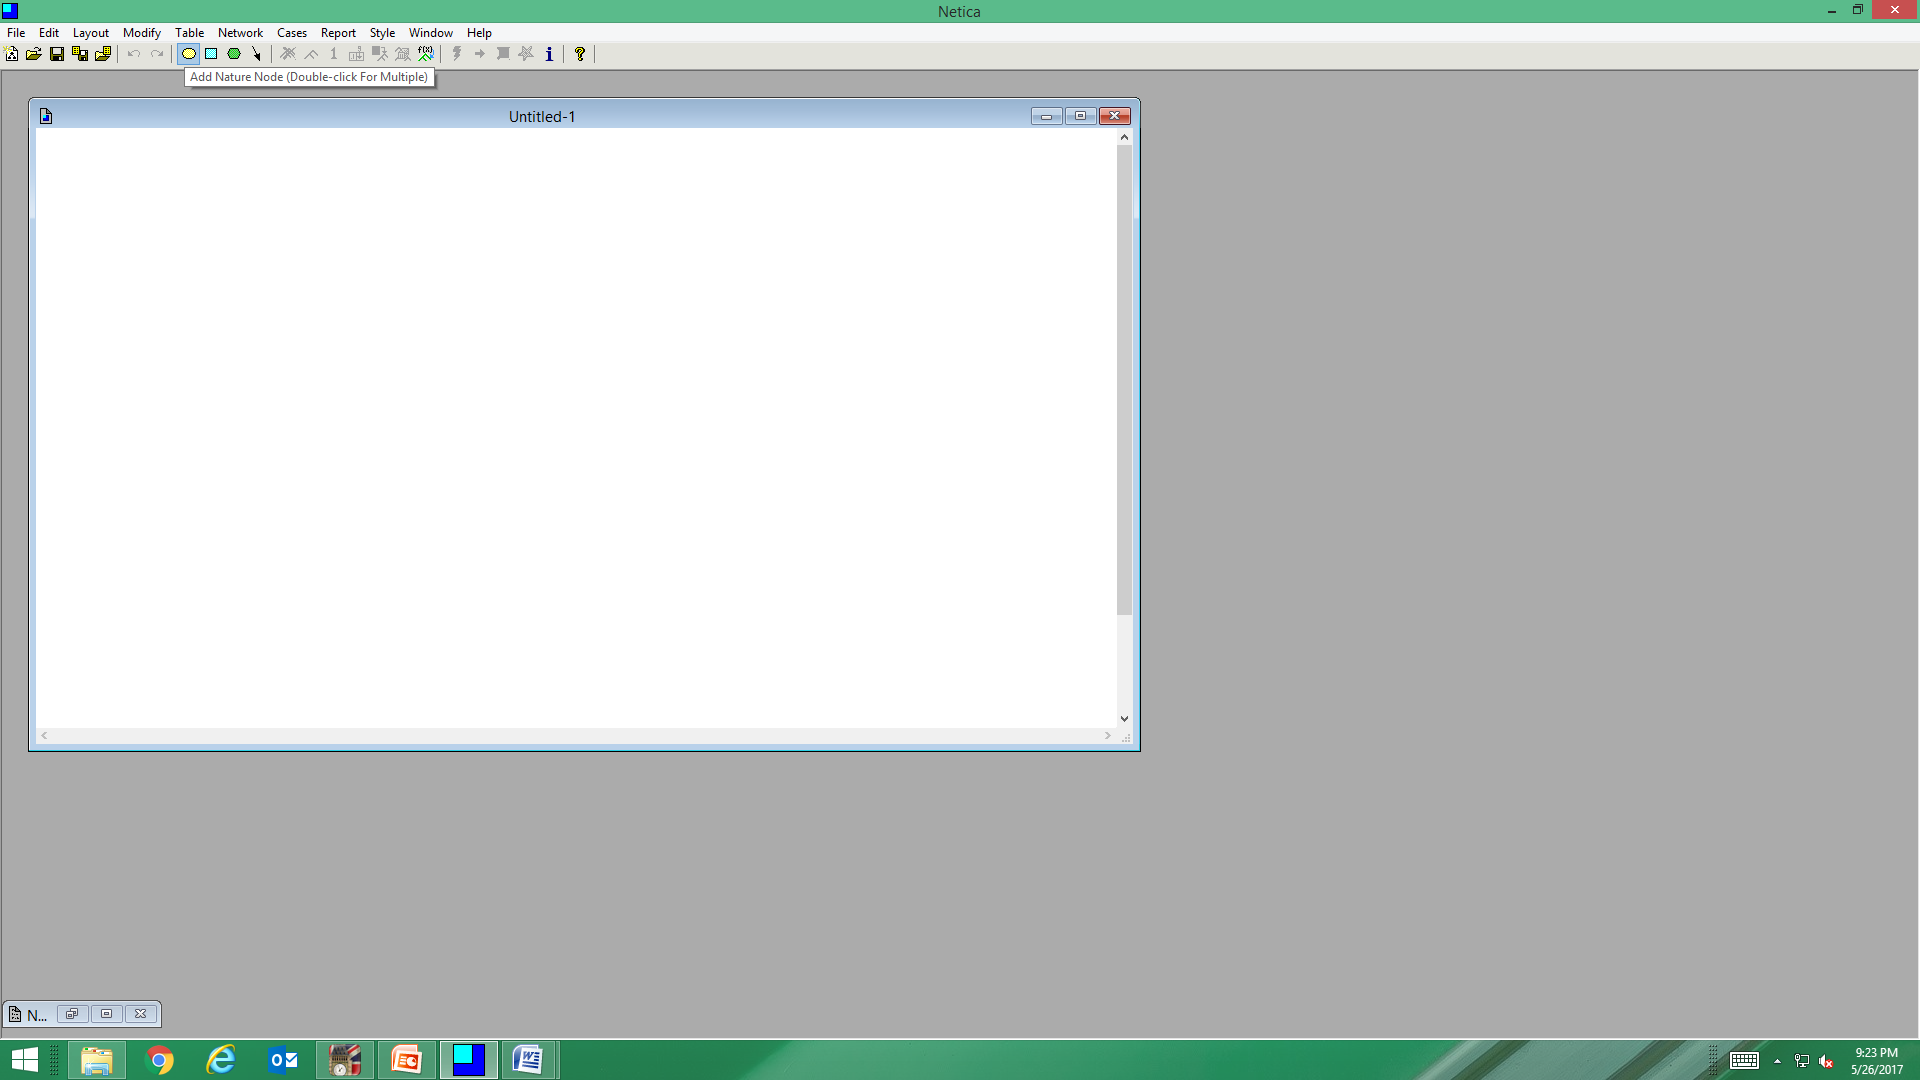 Netica
File Edit Layout Modify Table Network Cases Report Style Window Help
1 f(x) i ?
Add Nature Node (Double-click For Multiple)
Untitled-1
N...
9:23 PM
5/26/2017